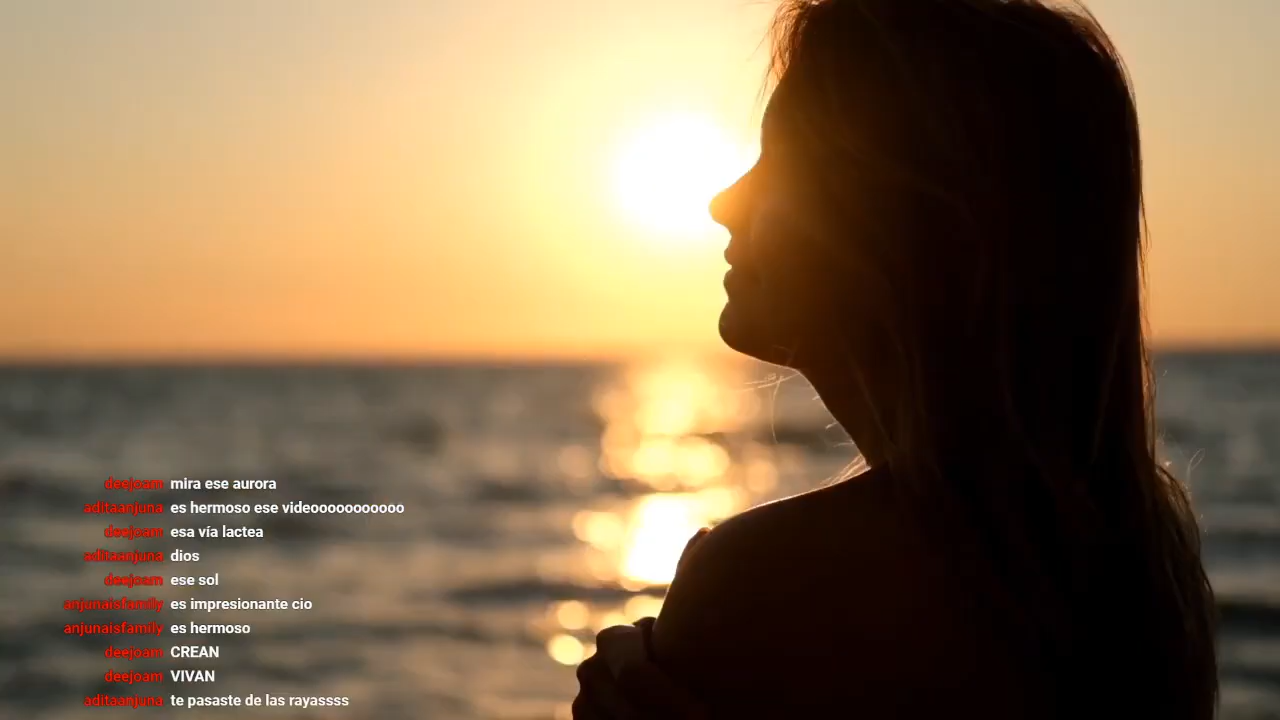 deejoam mira ese aurora
aditaanjuna es hermoso ese videooooooooooo
deejoam esa vía lactea
aditaanjuna dios
deejoam ese sol
anjunaisfamily es impresionante cio
anjunaisfamily es hermoso
deejoam CREAN
deejoam VIVAN
aditaanjuna te pasaste de las rayassss